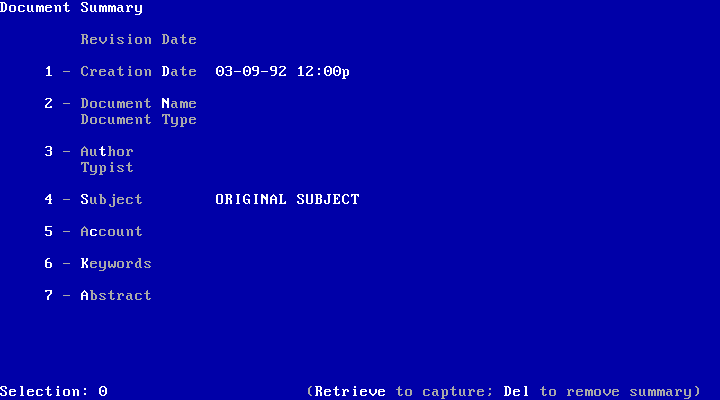 Document Summary
Revision Date
1 - Creation Date 03-09-92 12:00p
2 - Document Name
Document Type
3 - Author
Typist
4 - Subject ORIGINAL SUBJECT
5 - Account
6 - Keywords
7 - Abstract
Selection: 0 (Retrieve to capture; Del to remove summary)